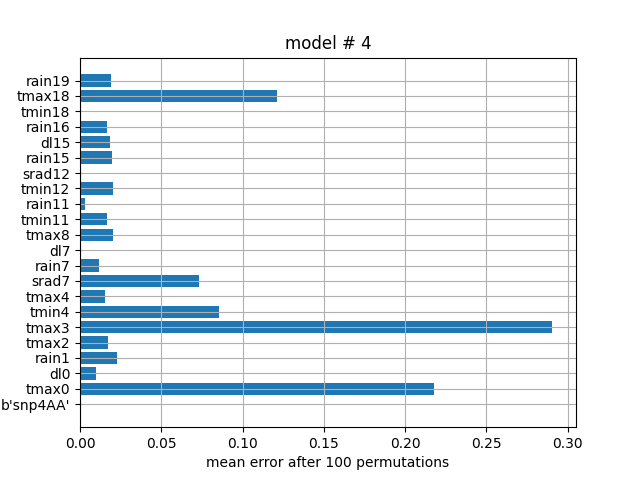 model # 4
rain19
tmax18
tmin18
rain16
dl15
rain15
srad12
tmin12
rain11
tmin11
tmax8
dl7
rain7
srad7
tmax4
tmin4
tmax3
tmax2
rain1
dl0
tmax0
b'snp4AA'
0.00 0.05 0.10 0.15 0.20 0.25 0.30
mean error after 100 permutations